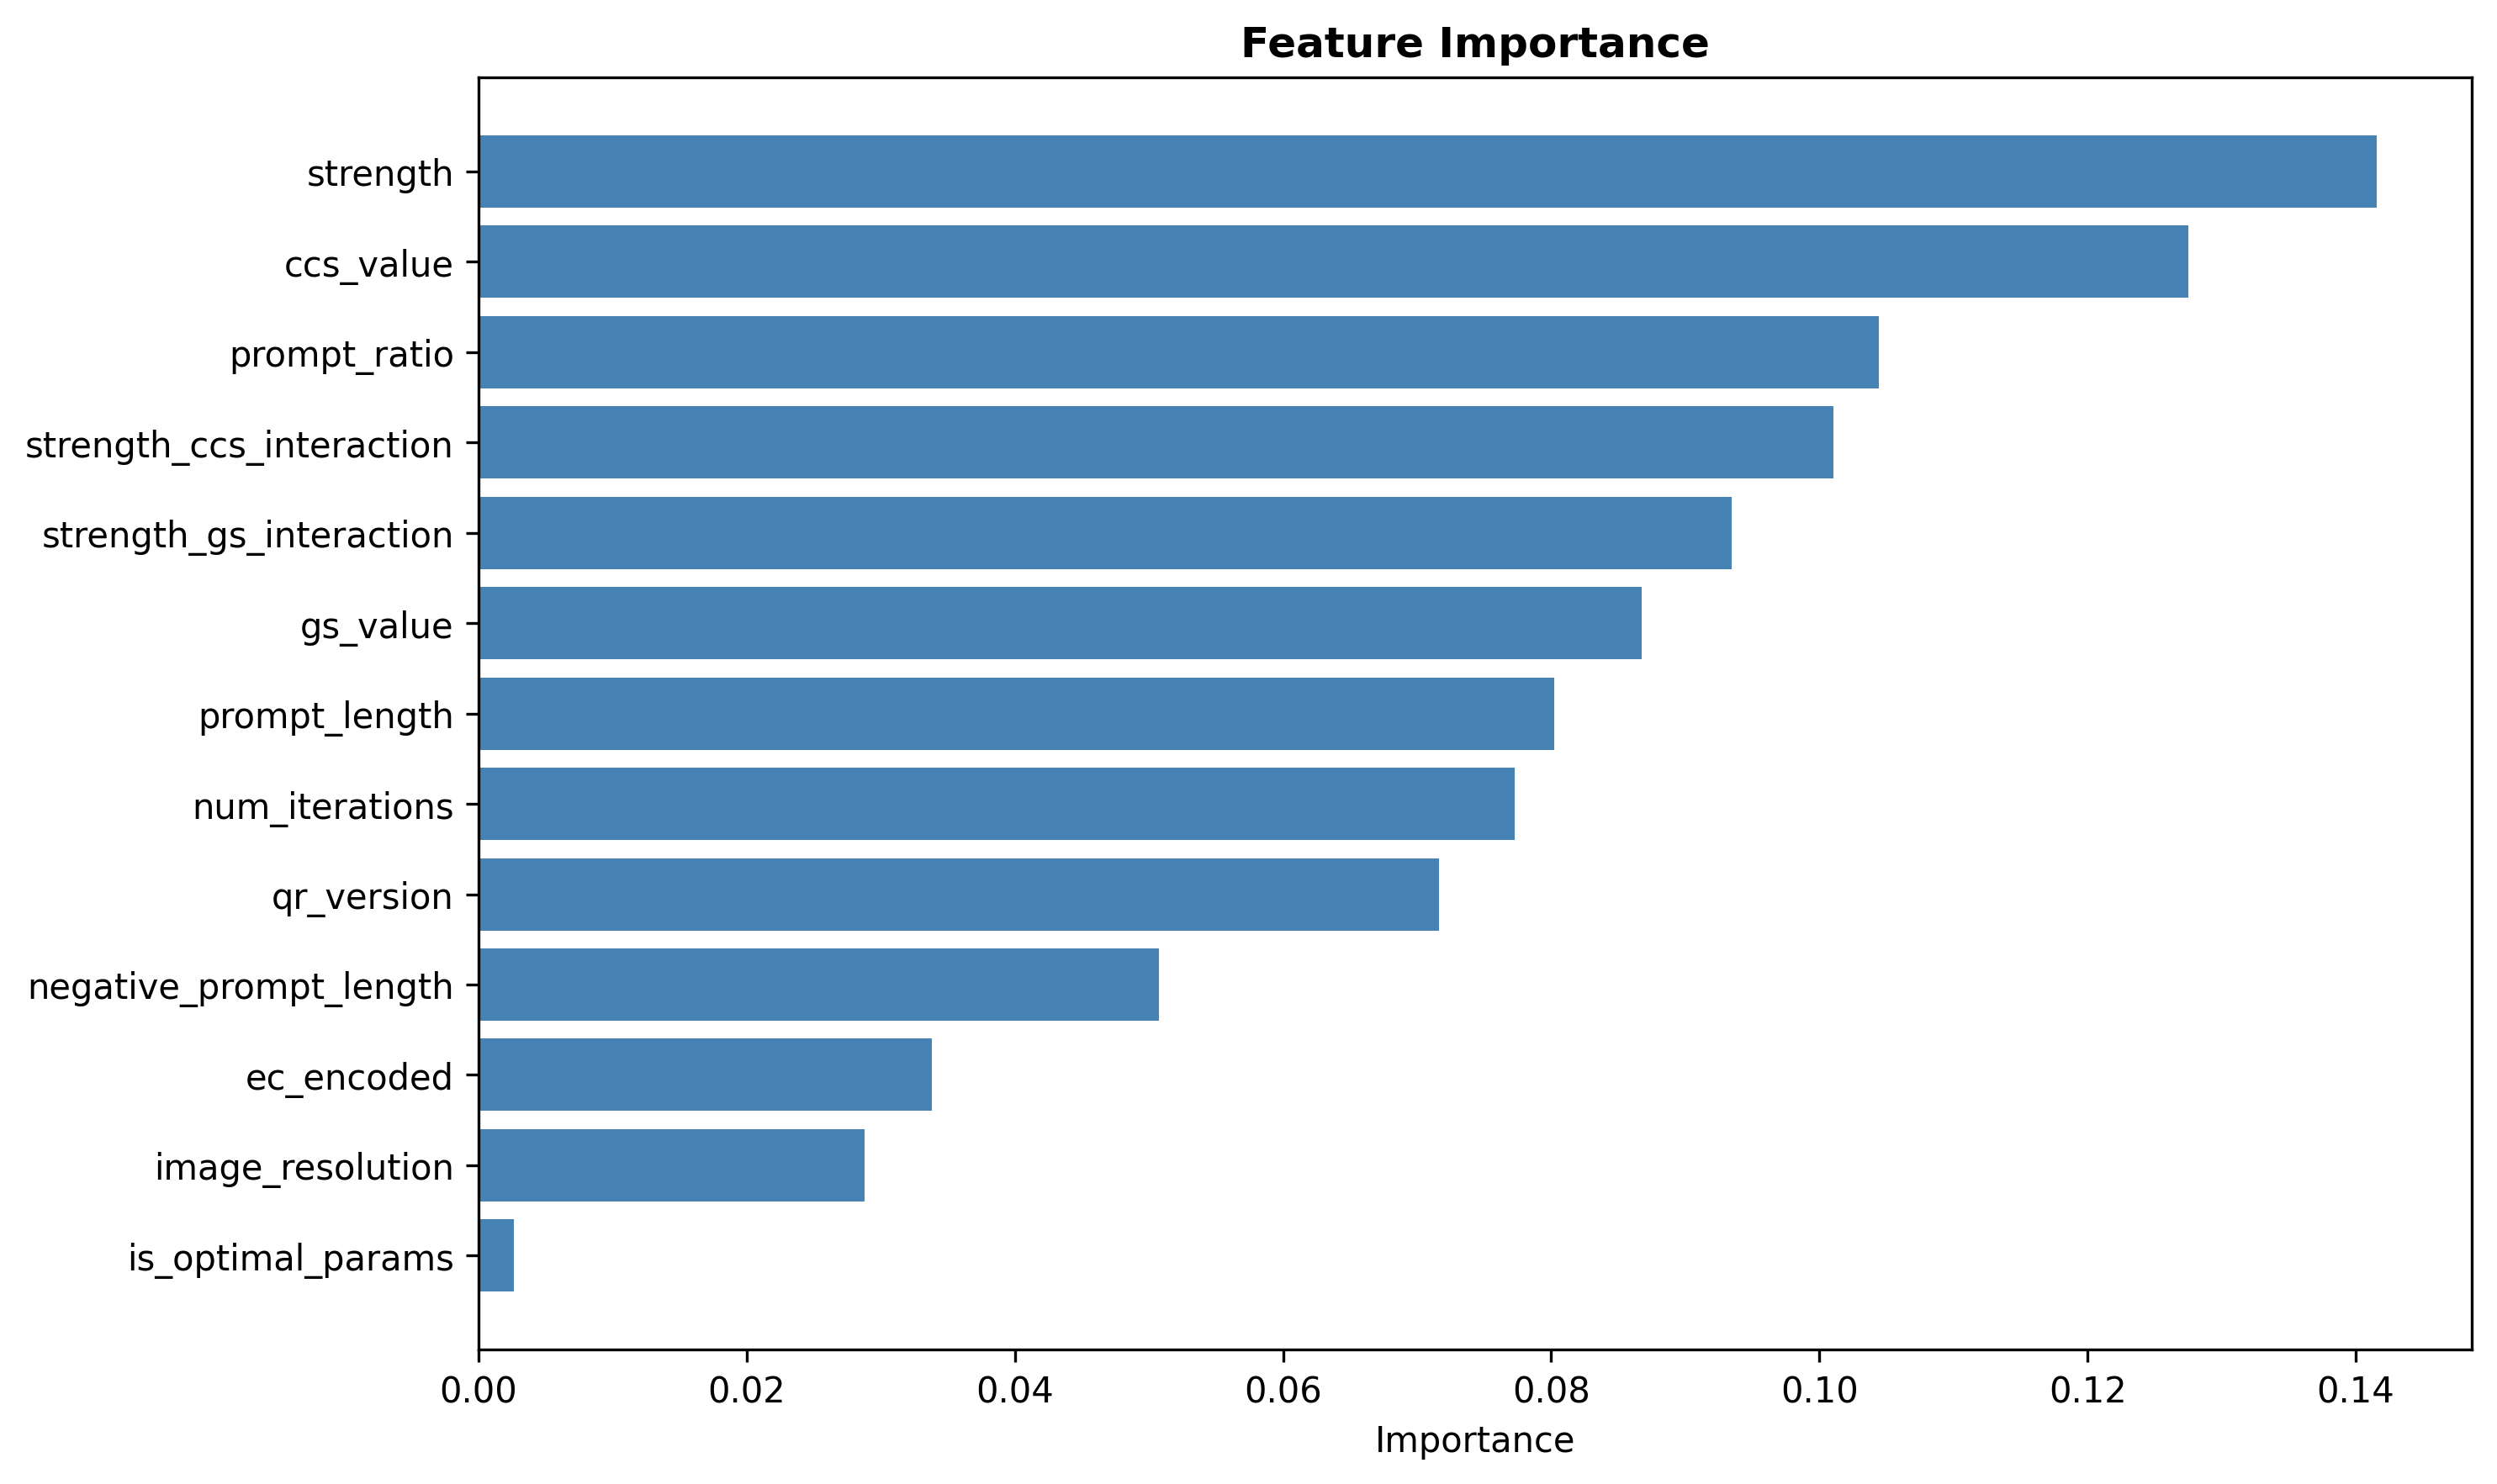 Feature Importance
strength
ccs_value
prompt_ratio
strength_ccs_interaction
strength_gs_interaction
gs_value
prompt_length
num_iterations
qr_version
negative_prompt_length
ec_encoded
image_resolution
is_optimal_params
0.00 0.02 0.04 0.06 0.08 0.10 0.12 0.14
Importance